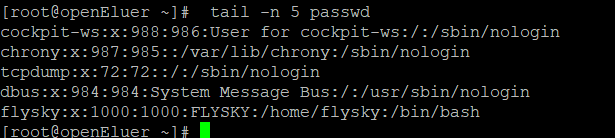 [root@openEluer ~]#  tail -n 5 passwd
cockpit-ws:x:988:986:User for cockpit-ws:/:/sbin/nologin
chrony:x:987:985::/var/lib/chrony:/sbin/nologin
tcpdump:x:72:72::/:/sbin/nologin
dbus:x:984:984:System Message Bus:/:/usr/sbin/nologin
flysky:x:1000:1000:FLYSKY:/home/flysky:/bin/bash
[root@openEluer ~]#